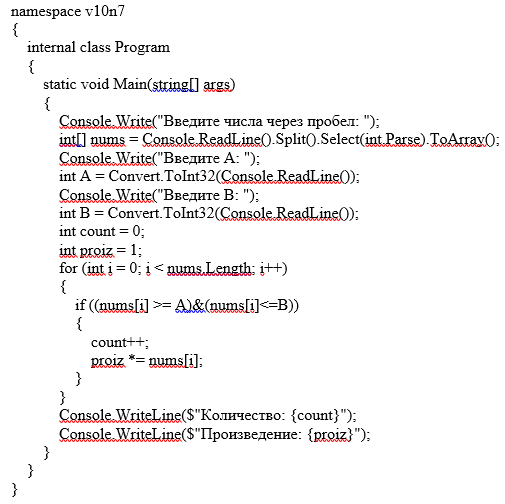 namespace v10n7
{
internal class Program
{
static void Main(string[] args)
{
Console.Write("Введите числа через пробел: ");
int[] nums = Console.ReadLine().Split().Select(int.Parse).ToArray();
Console.Write("Введите A: ");
int A = Convert.ToInt32(Console.ReadLine());
Console.Write("Введите B: ");
int B = Convert.ToInt32(Console.ReadLine());
int count = 0;
int proiz = 1;
for (int i = 0; i < nums.Length; i++)
{
if ((nums[i] >= A)&(nums[i]<=B))
{
count++;
proiz *= nums[i];
}
}
Console.WriteLine($"Количество: {count}");
Console.WriteLine($"Произведение: {proiz}");
}
}
}